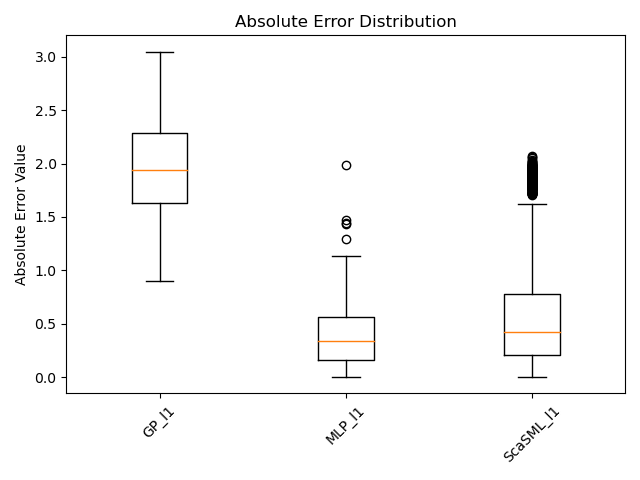 Absolute Error Distribution
Absolute Error Value
3.0
2.5
2.0
1.5
1.0
0.5
0.0
GP_l1
MLP_l1
ScaSML_l1